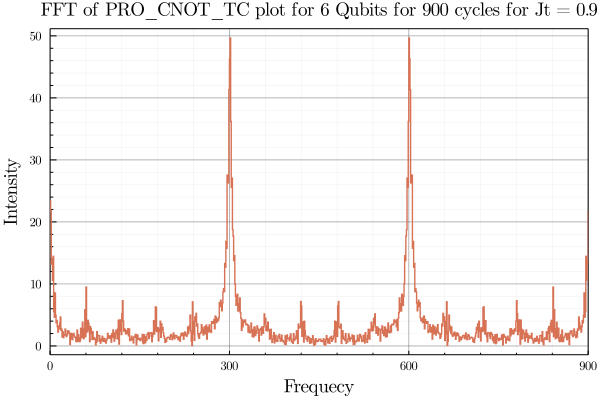 FFT of PRO_CNOT_TC plot for 6 Qubits for 900 cycles for Jt = 0.9
Intensity
50
40
30
20
10
0
0 300 600 900
Frequecy